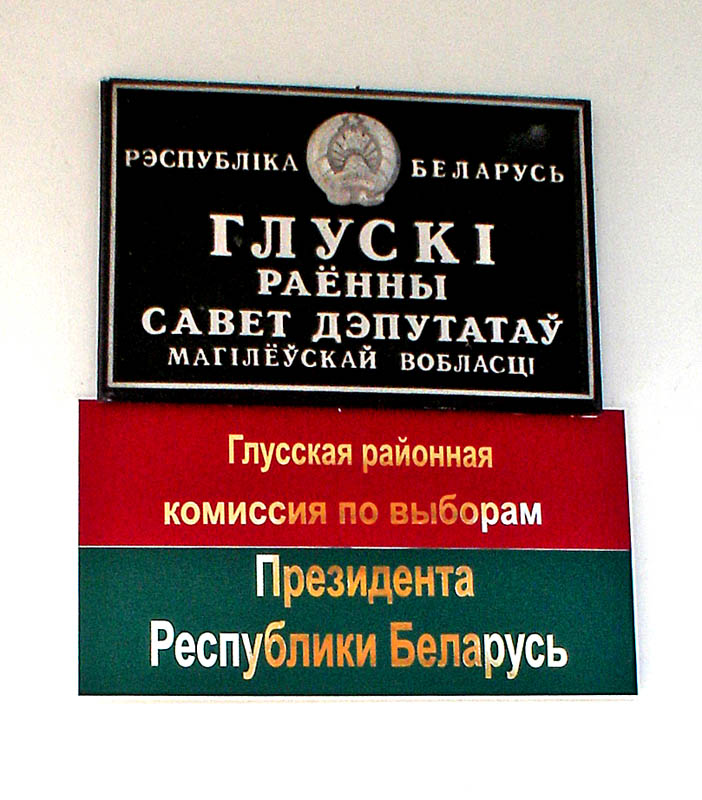 РЭСПУБЛІКА БЕЛАРУСЬ
ГЛУСКІ
РАЁННЫ
САВЕТ ДЭПУТАТАЎ
МАГІЛЁЎСКАЙ ВОБЛАСЦІ
Глусская районная
комиссия по выборам
Президента
Республики Беларусь